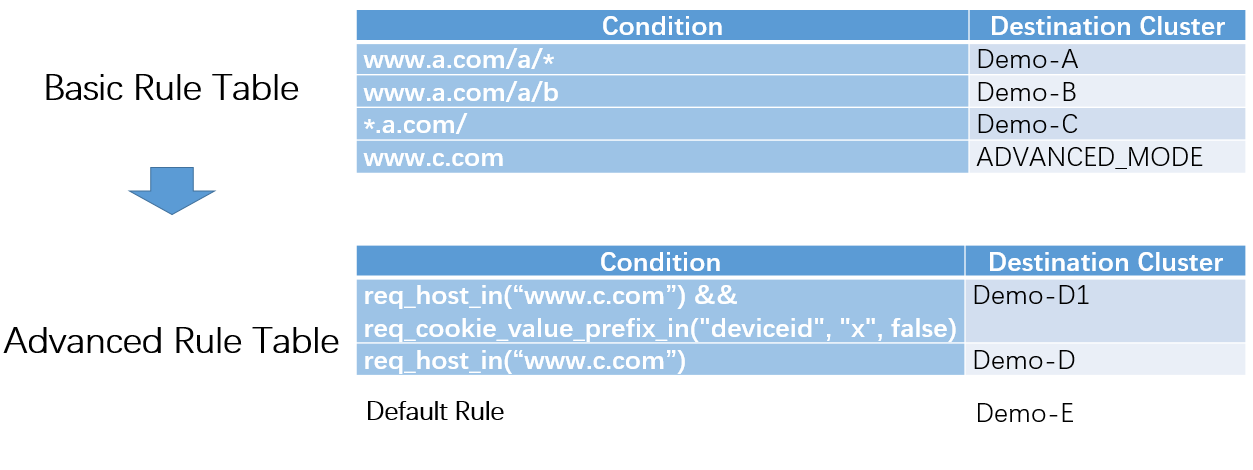 Condition Destination Cluster
Basic Rule Table
www.a.com/a/* Demo-A
www.a.com/a/b Demo-B
*.a.com/ Demo-C
www.c.com ADVANCED_MODE
Condition Destination Cluster
Advanced Rule Table
req_host_in(“www.c.com”) && Demo-D1
req_cookie_value_prefix_in("deviceid", "x", false)
req_host_in(“www.c.com”) Demo-D
Default Rule Demo-E